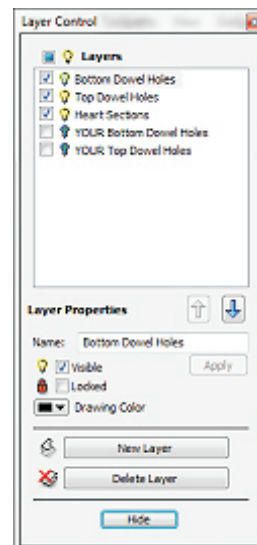 Layer Control
Layers
Bottom Dowel Holes
Top Dowel Holes
Heart Sections
YOUR Bottom Dowel Holes
YOUR Top Dowel Holes
Layer Properties
Name: Bottom Dowel Holes
Visible
Apply
Locked
Drawing Color
New Layer
Delete Layer
Hide